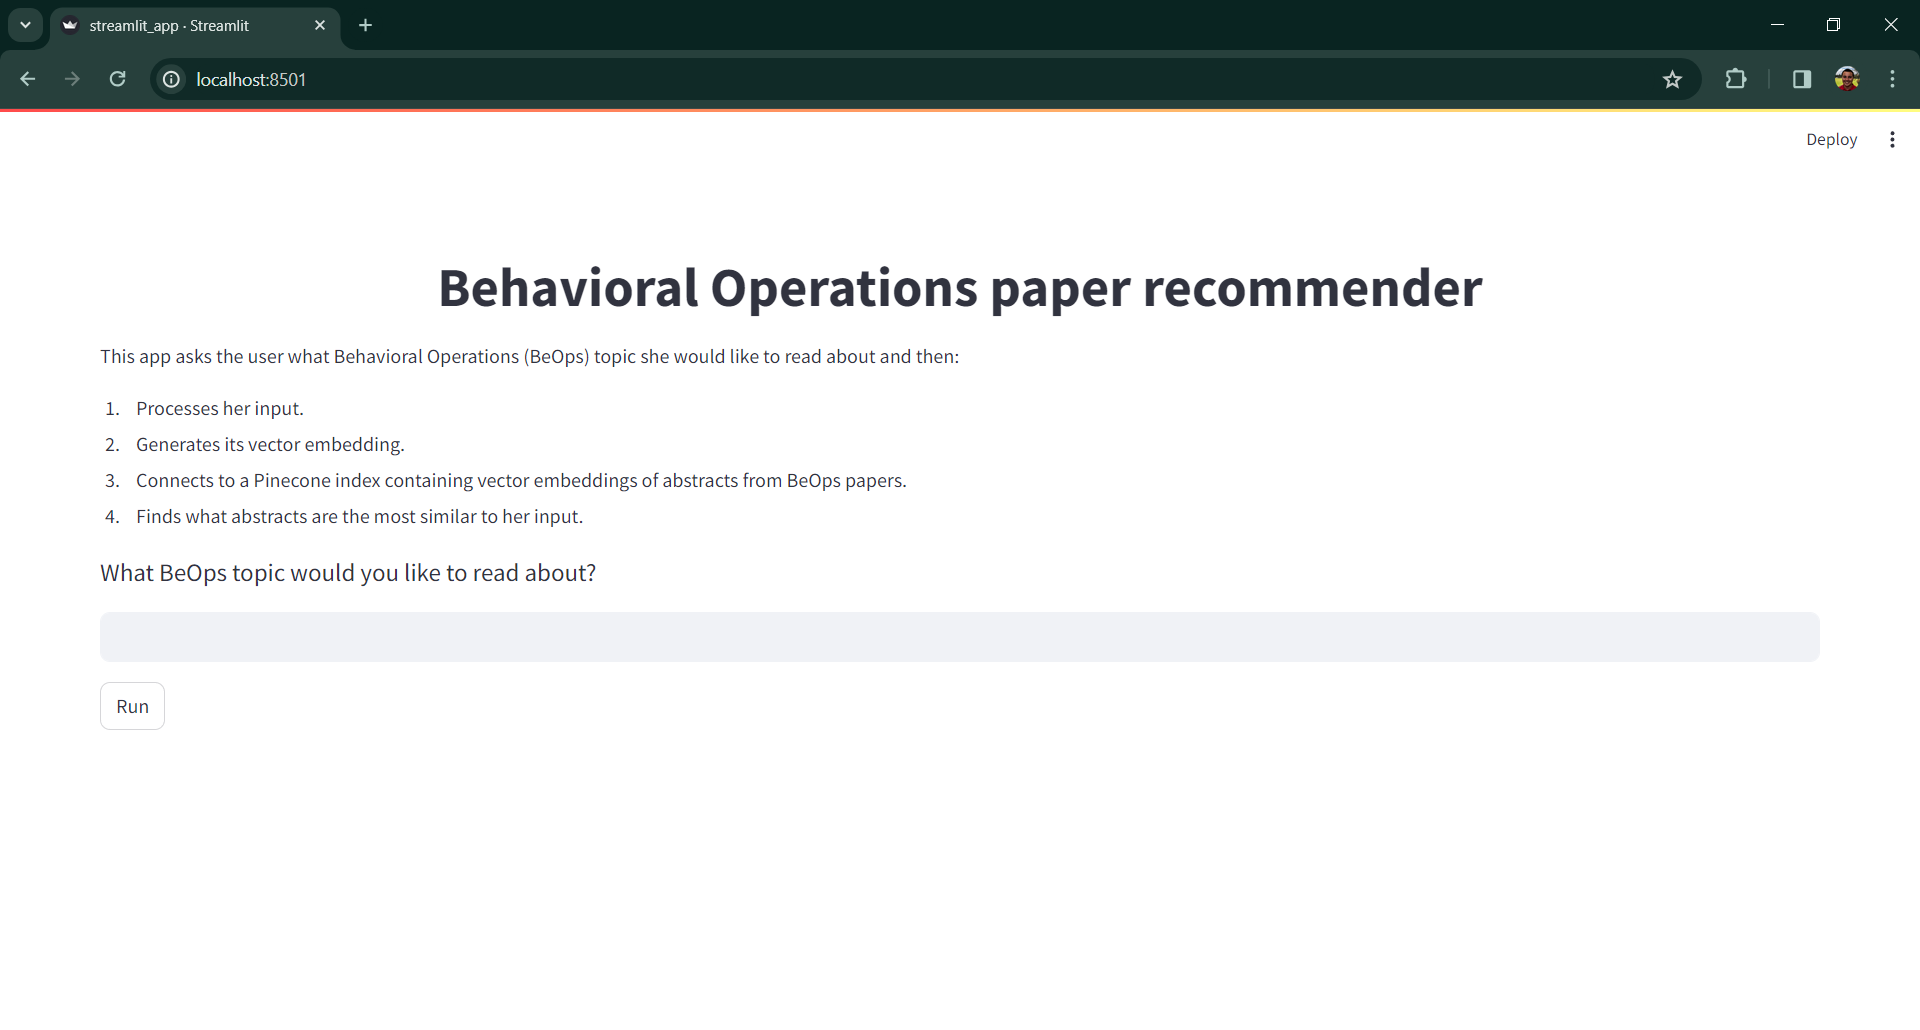 streamlit_app · Streamlit
localhost:8501
Deploy
Behavioral Operations paper recommender
This app asks the user what Behavioral Operations (BeOps) topic she would like to read about and then:
1. Processes her input.
2. Generates its vector embedding.
3. Connects to a Pinecone index containing vector embeddings of abstracts from BeOps papers.
4. Finds what abstracts are the most similar to her input.
What BeOps topic would you like to read about?
Run